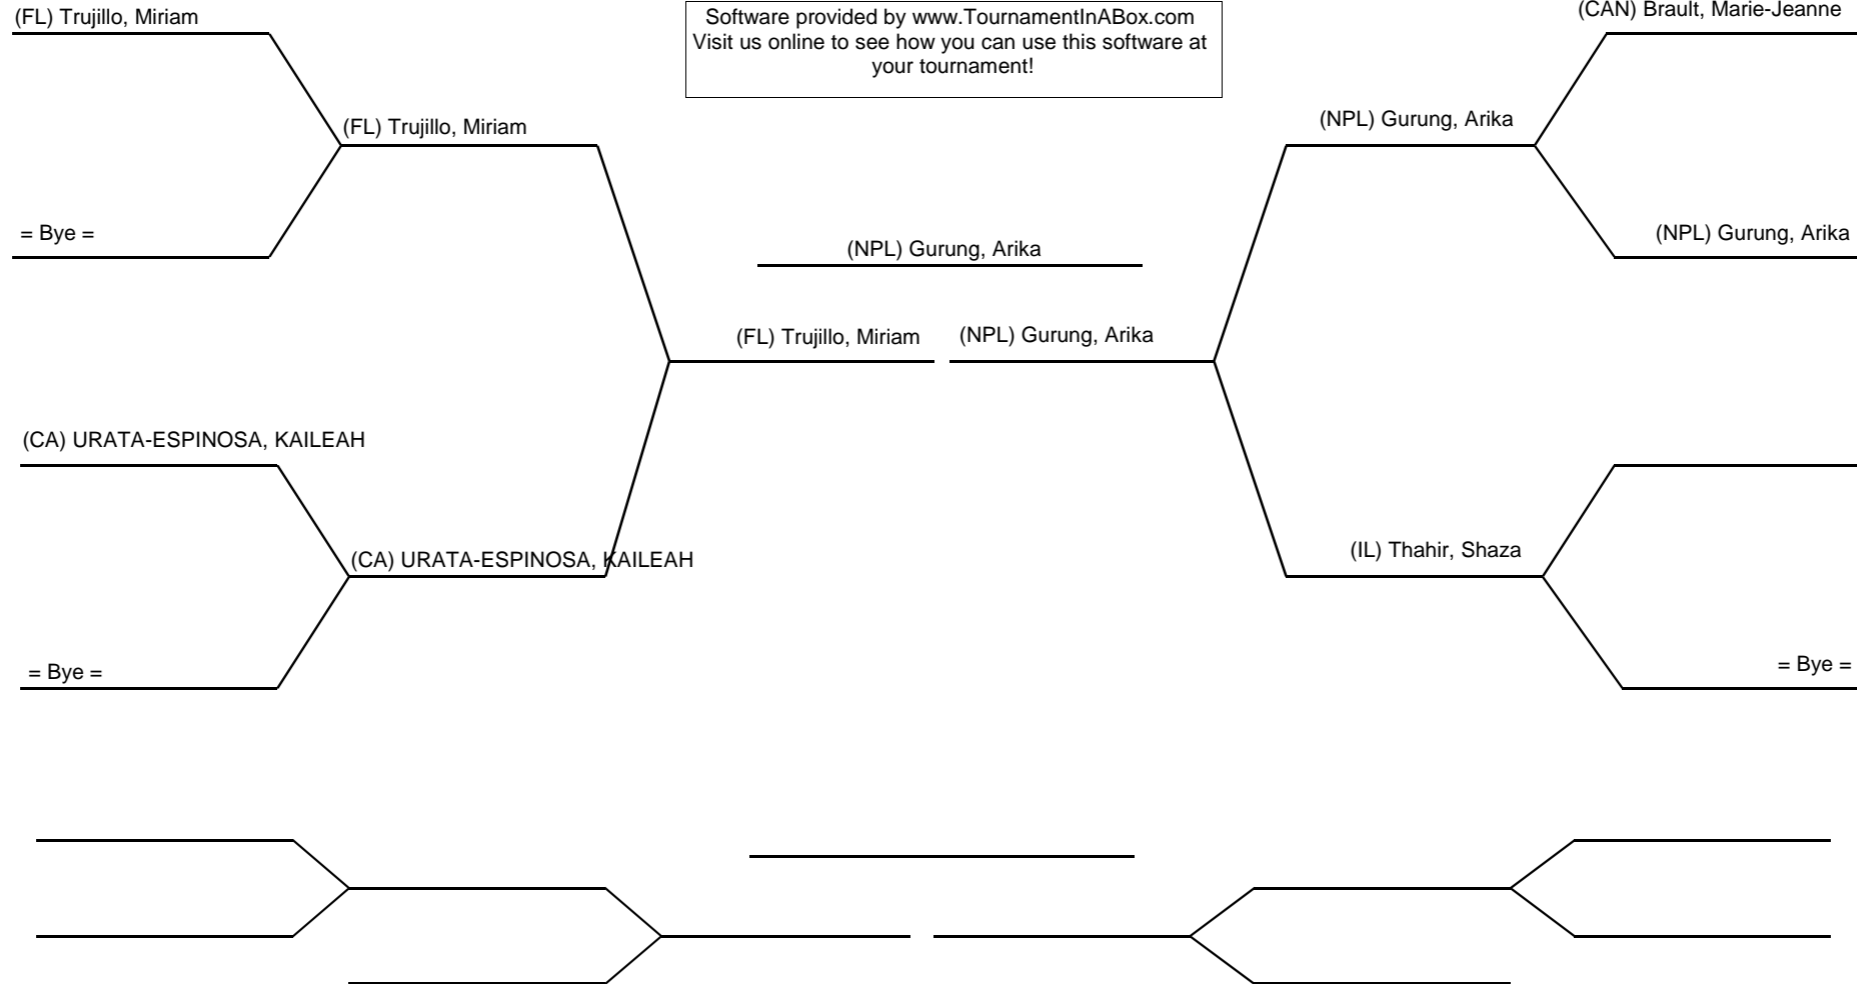 (FL) Trujillo, Miriam
Software provided by www.TournamentInABox.com
Visit us online to see how you can use this software at
your tournament!
(CAN) Brault, Marie-Jeanne
(FL) Trujillo, Miriam
(NPL) Gurung, Arika
= Bye =
(NPL) Gurung, Arika
(NPL) Gurung, Arika
(FL) Trujillo, Miriam
(NPL) Gurung, Arika
(CA) URATA-ESPINOSA, KAILEAH
(CA) URATA-ESPINOSA, KAILEAH
(IL) Thahir, Shaza
= Bye =
= Bye =